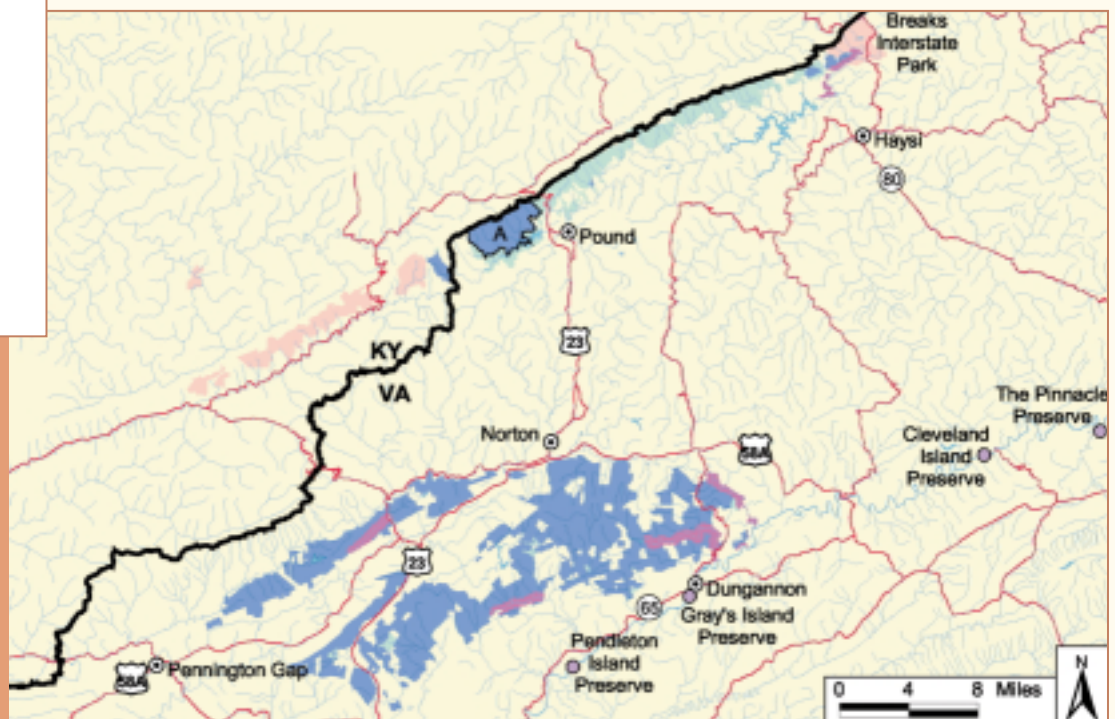 Breaks
Interstate
Park
Haysi
80
A
Pound
23
KY
VA
The Pinnacle
Preserve
Norton
58A
Cleveland
Island
Preserve
23
Dungannon
65
Gray's Island
Preserve
Pendleton
Island
Preserve
58A
Pennington Gap
0 4 8 Miles
N